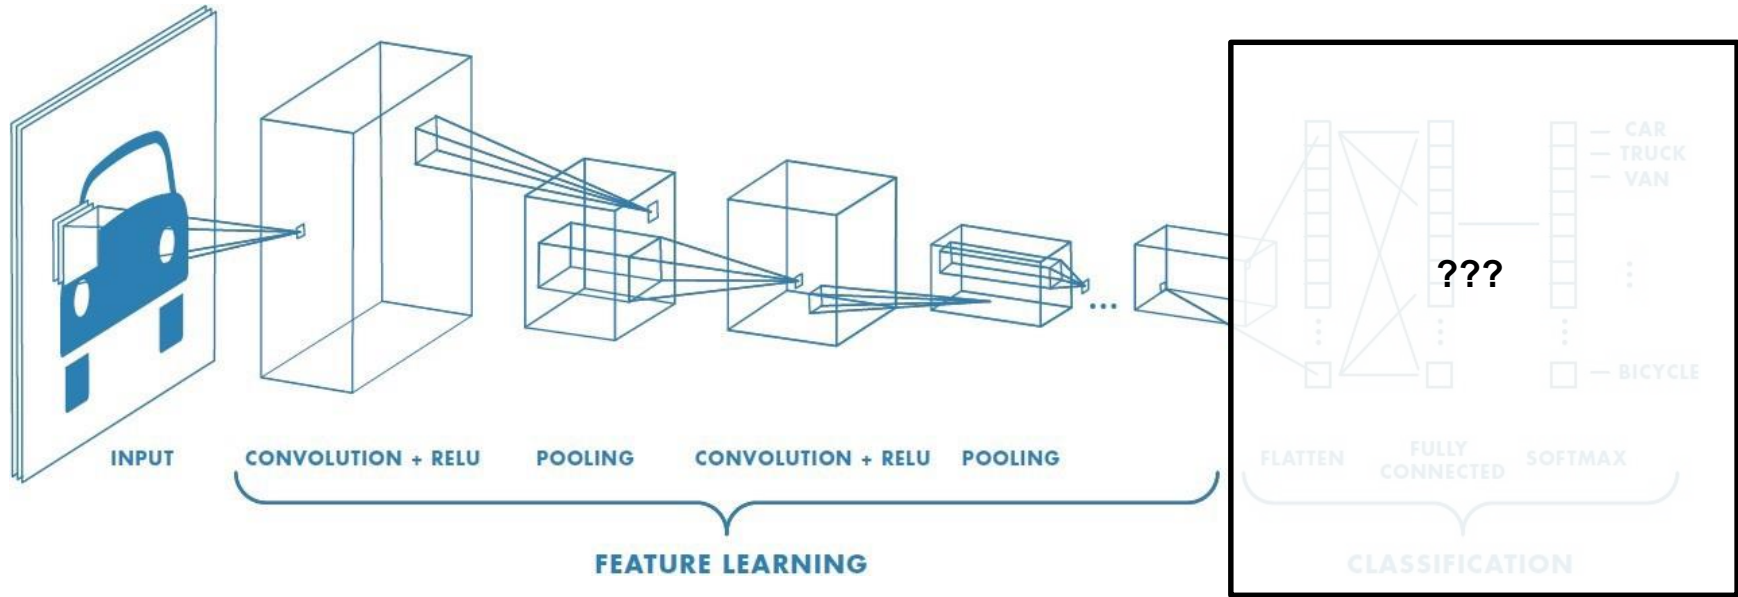 CAR
TRUCK
VAN
???
BICYCLE
INPUT
CONVOLUTION + RELU
POOLING
CONVOLUTION + RELU
POOLING
FLATTEN
FULLY
CONNECTED
SOFTMAX
FEATURE LEARNING
CLASSIFICATION